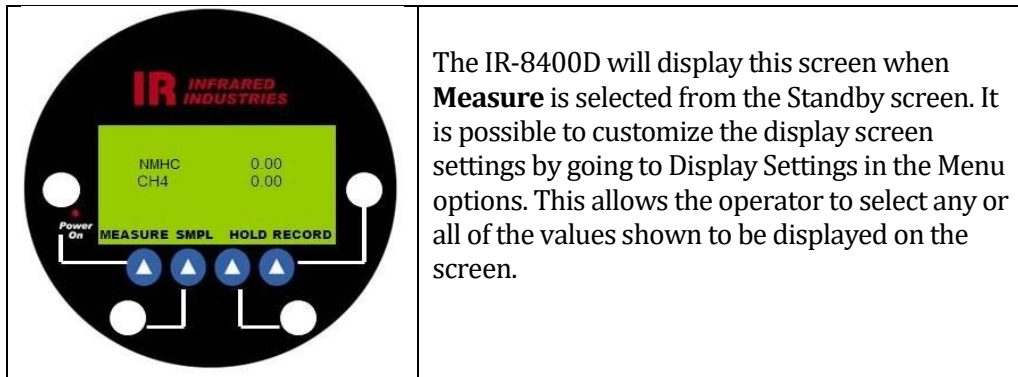 IR INFRARED
INDUSTRIES
NMHC 0.00
CH4 0.00
Power
On
MEASURE SMPL HOLD RECORD
The IR-8400D will display this screen when
Measure is selected from the Standby screen. It
is possible to customize the display screen
settings by going to Display Settings in the Menu
options. This allows the operator to select any or
all of the values shown to be displayed on the
screen.